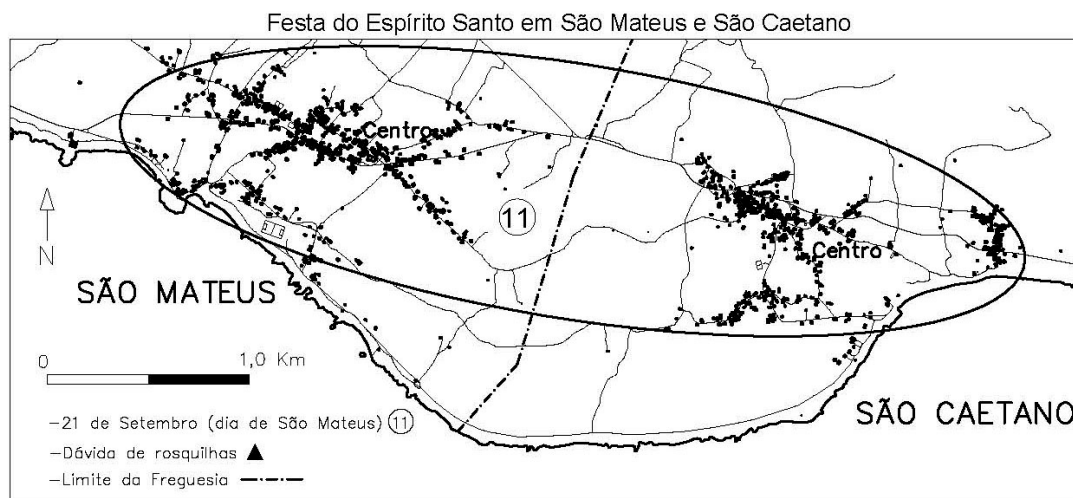 Festa do Espírito Santo em São Mateus e São Caetano
Centro
11
Centro
N
SÃO MATEUS
0 1,0 Km
SÃO CAETANO
-21 de Setembro (dia de São Mateus) 11
-Dávida de rosquilhas
-Limite da Freguesia